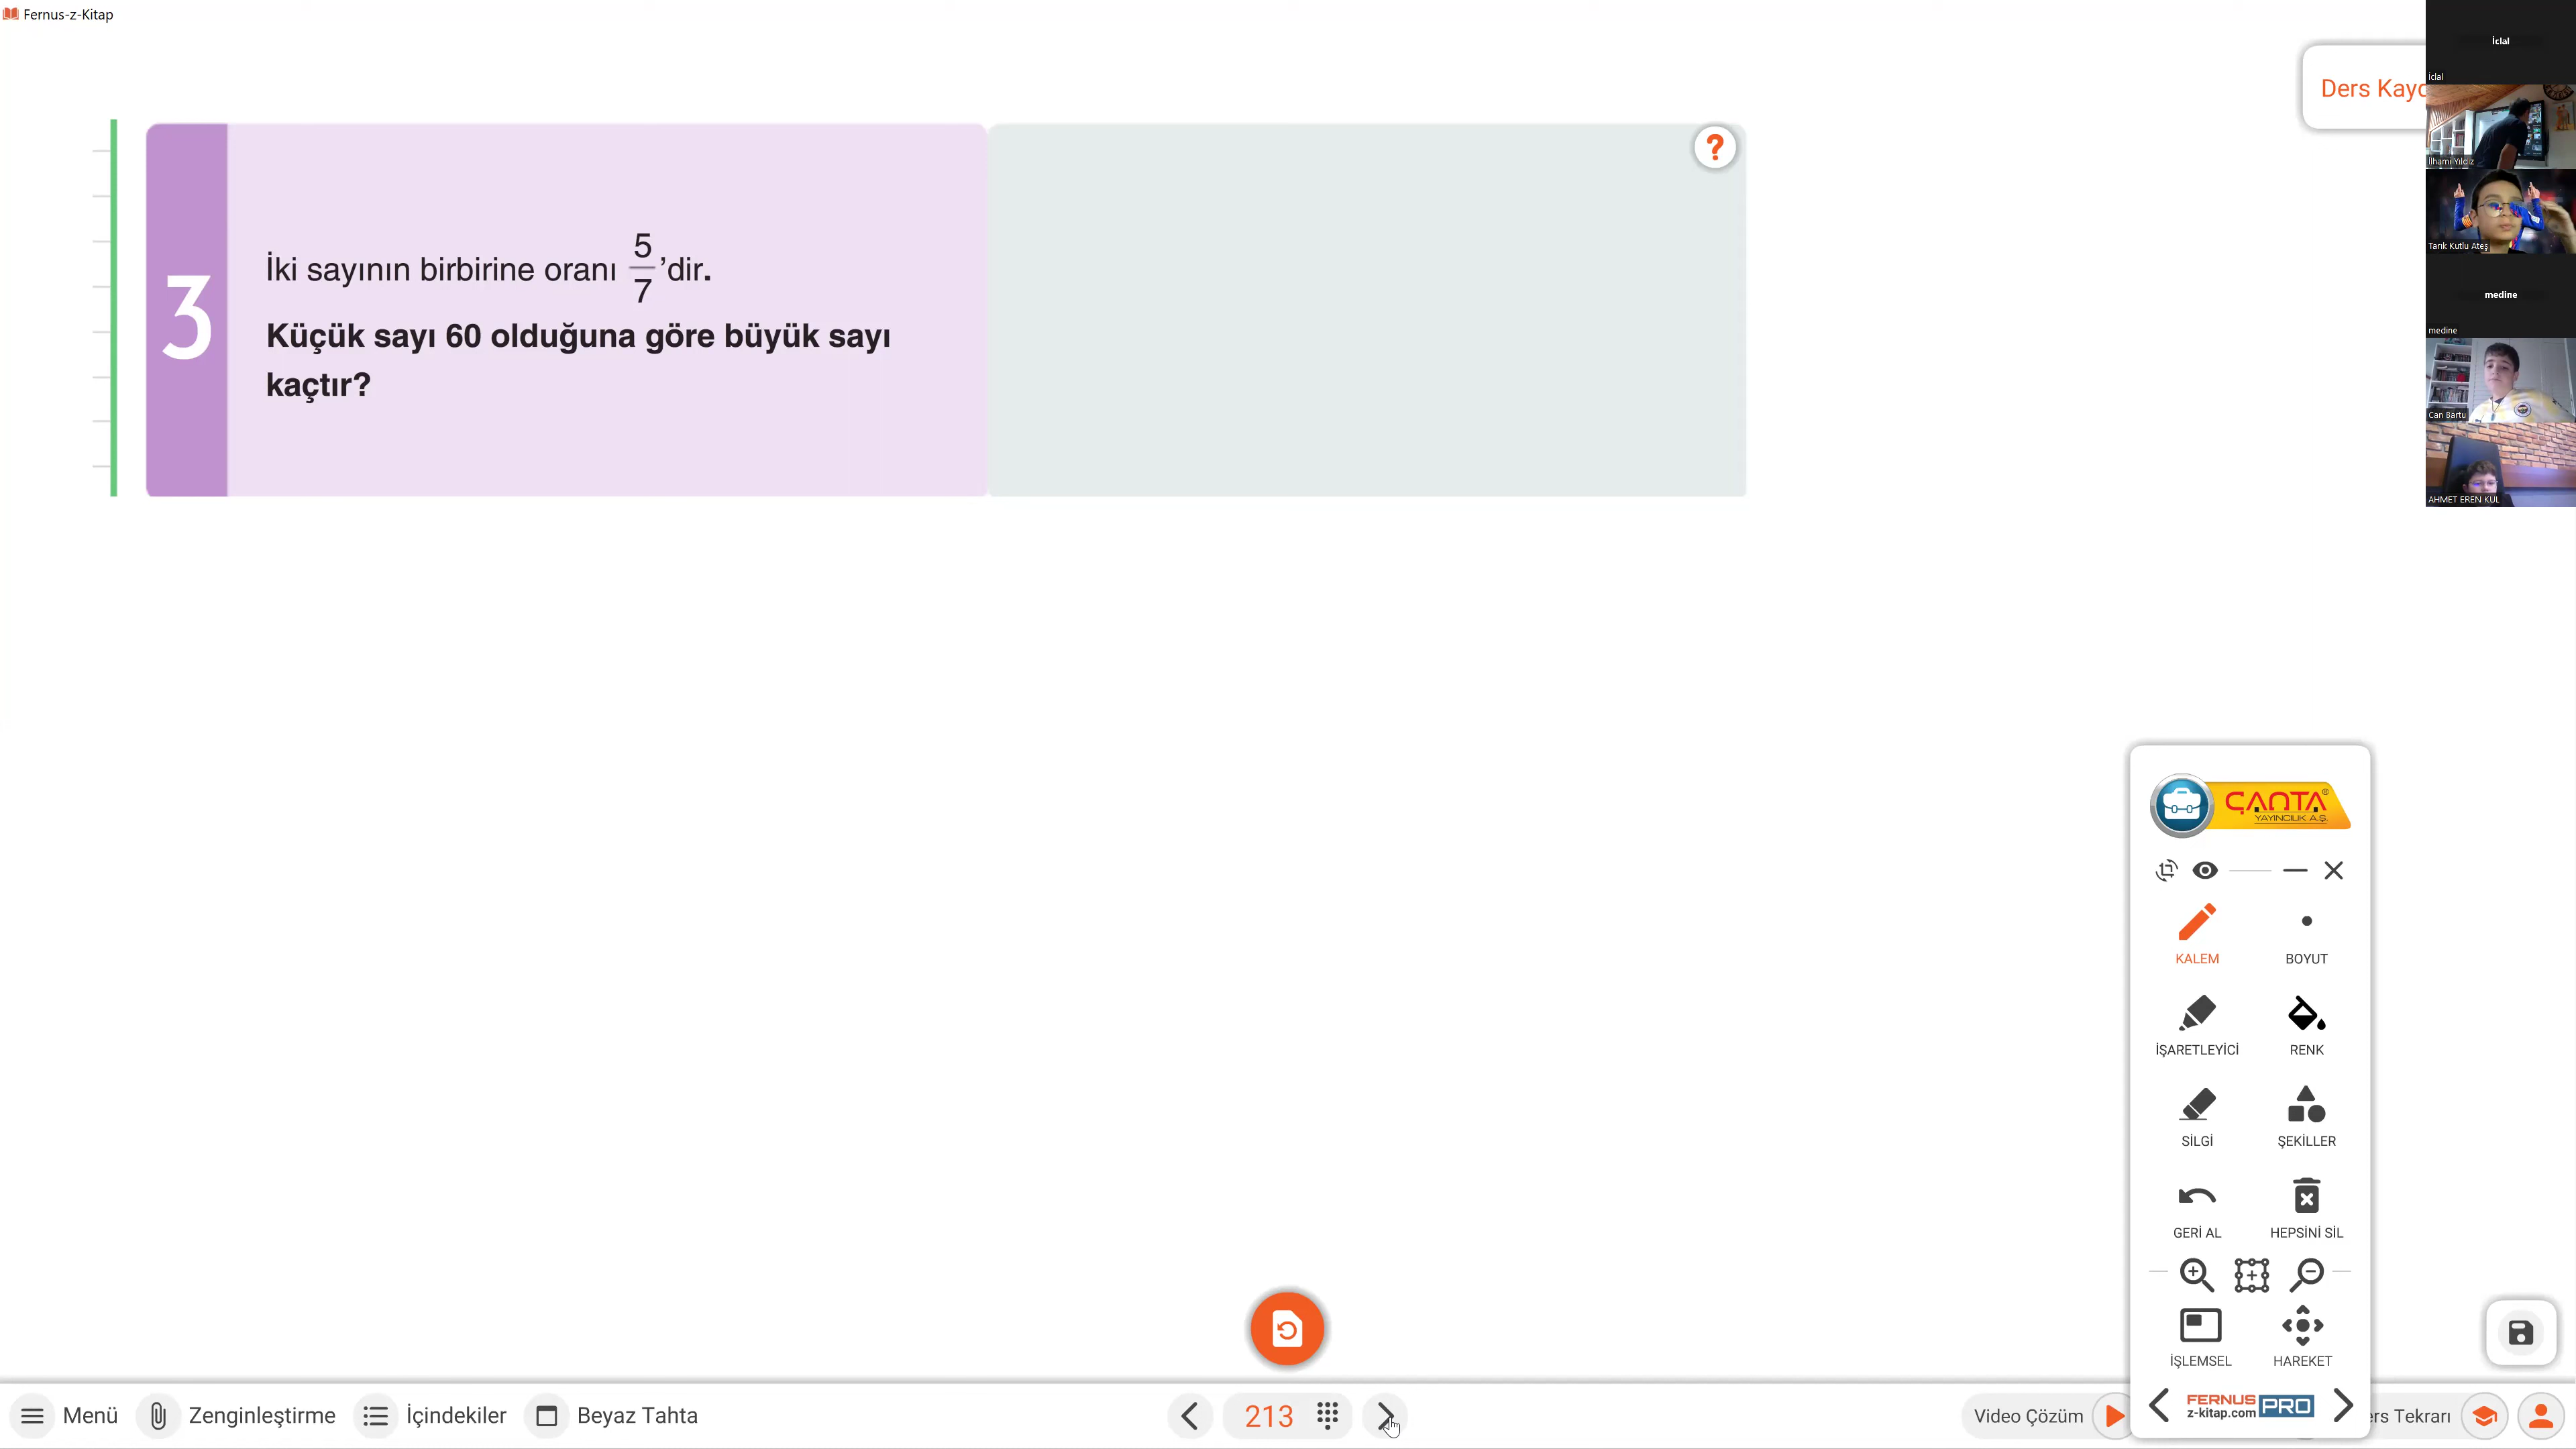 Fernus-z-Kitap
İclal
İclal
Ders Kayd
İlhami Yıldız
Tarık Kutlu Ateş
medine
medine
Can Bartu
AHMET EREN KUL
3
İki sayının birbirine oranı 5/7 'dir.
Küçük sayı 60 olduğuna göre büyük sayı
kaçtır?
?
ÇANTA®
YAYINCILIK A.Ş.
KALEM
BOYUT
İŞARETLEYİCİ
RENK
SİLGİ
ŞEKİLLER
GERİ AL
HEPSİNİ SİL
İŞLEMSEL
HAREKET
FERNUS
z-kitap.com
PRO
Menü
Zenginleştirme
İçindekiler
Beyaz Tahta
213
Video Çözüm
ers Tekrarı